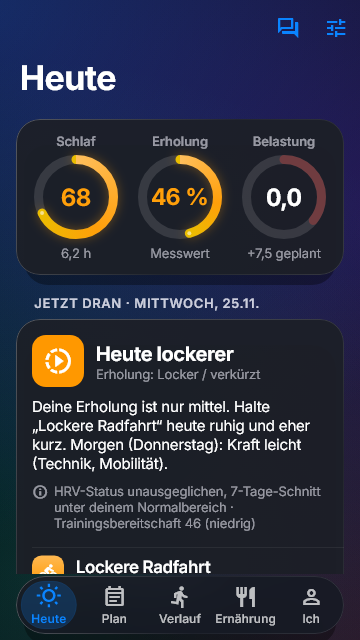 Heute
Schlaf
Erholung
Belastung
68
46 %
0,0
6,2 h
Messwert
+7,5 geplant
JETZT DRAN · MITTWOCH, 25.11.
Heute lockerer
Erholung: Locker / verkürzt
Deine Erholung ist nur mittel. Halte
„Lockere Radfahrt“ heute ruhig und eher
kurz. Morgen (Donnerstag): Kraft leicht
(Technik, Mobilität).
HRV-Status unausgeglichen, 7-Tage-Schnitt
unter deinem Normalbereich ·
Trainingsbereitschaft 46 (niedrig)
Lockere Radfahrt
Heute
Plan
Verlauf
Ernährung
Ich